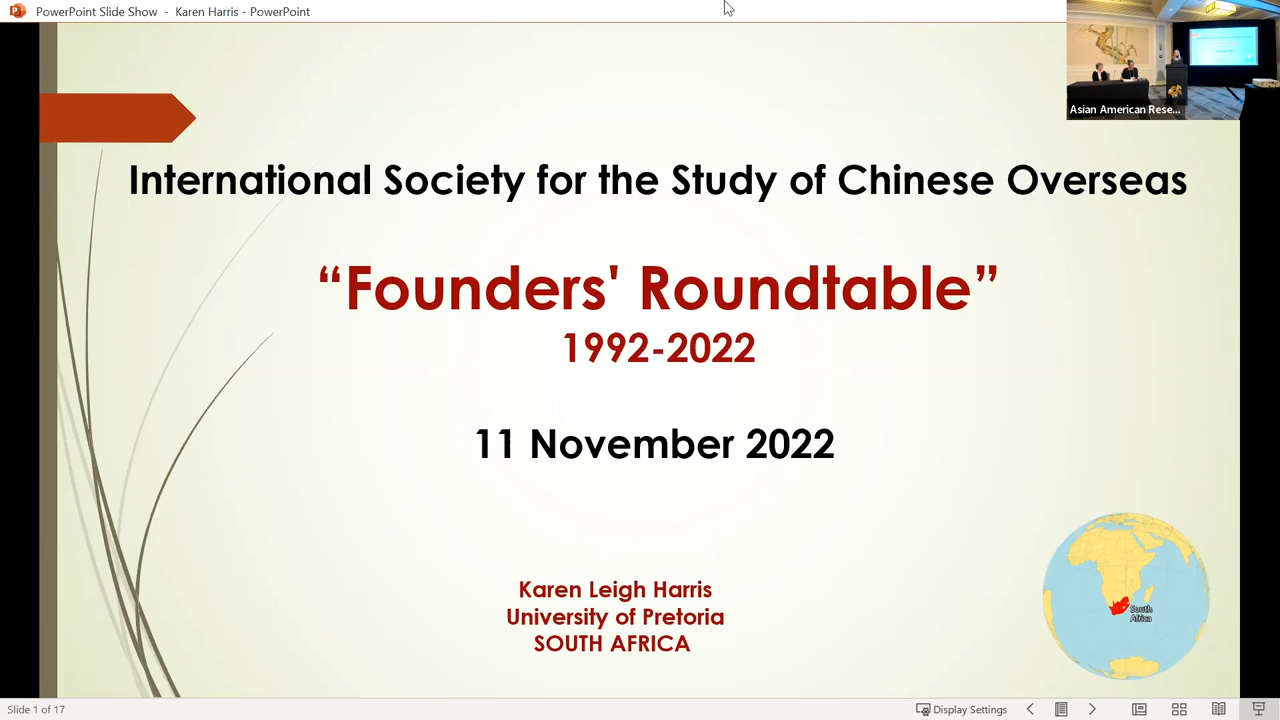 PowerPoint Slide Show - Karen Harris - PowerPoint
Asian American Rese...
International Society for the Study of Chinese Overseas
“Founders' Roundtable”
1992-2022
11 November 2022
Karen Leigh Harris
University of Pretoria
SOUTH AFRICA
South
Africa
Slide 1 of 17
Display Settings